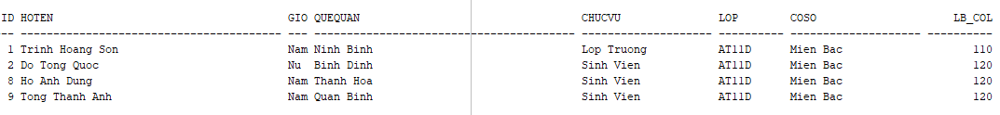 ID HOTEN GIO QUEQUAN CHUCVU LOP COSO LB_COL
-- ---------------------------------------- --- ---------------------------------------- -------------------- ---------- -------------------- ----------
1 Trinh Hoang Son Nam Ninh Binh Lop Truong AT11D Mien Bac 110
2 Do Tong Quoc Nu Binh Dinh Sinh Vien AT11D Mien Bac 120
8 Ho Anh Dung Nam Thanh Hoa Sinh Vien AT11D Mien Bac 120
9 Tong Thanh Anh Nam Quan Binh Sinh Vien AT11D Mien Bac 120